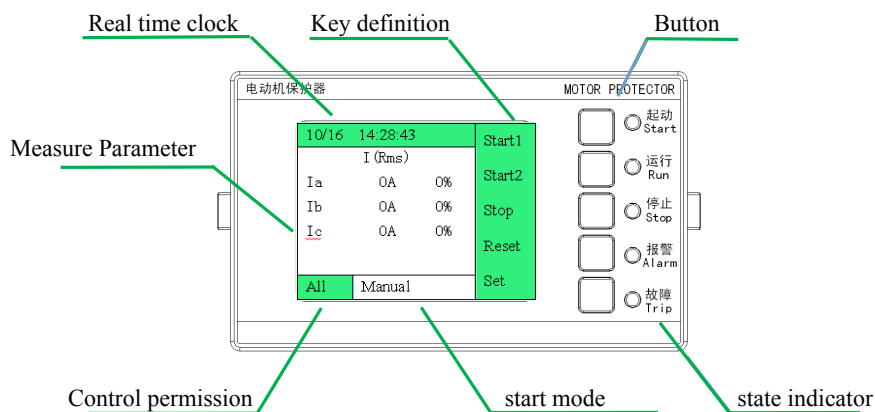 Real time clock
Key definition
Button
电动机保护器
MOTOR PROTECTOR
10/16 14:28:43
I(Rms)
Ia 0A 0%
Ib 0A 0%
Ic 0A 0%
All Manual
Start1
Start2
Stop
Reset
Set
起动
Start
运行
Run
停止
Stop
报警
Alarm
故障
Trip
Measure Parameter
Control permission
start mode
state indicator